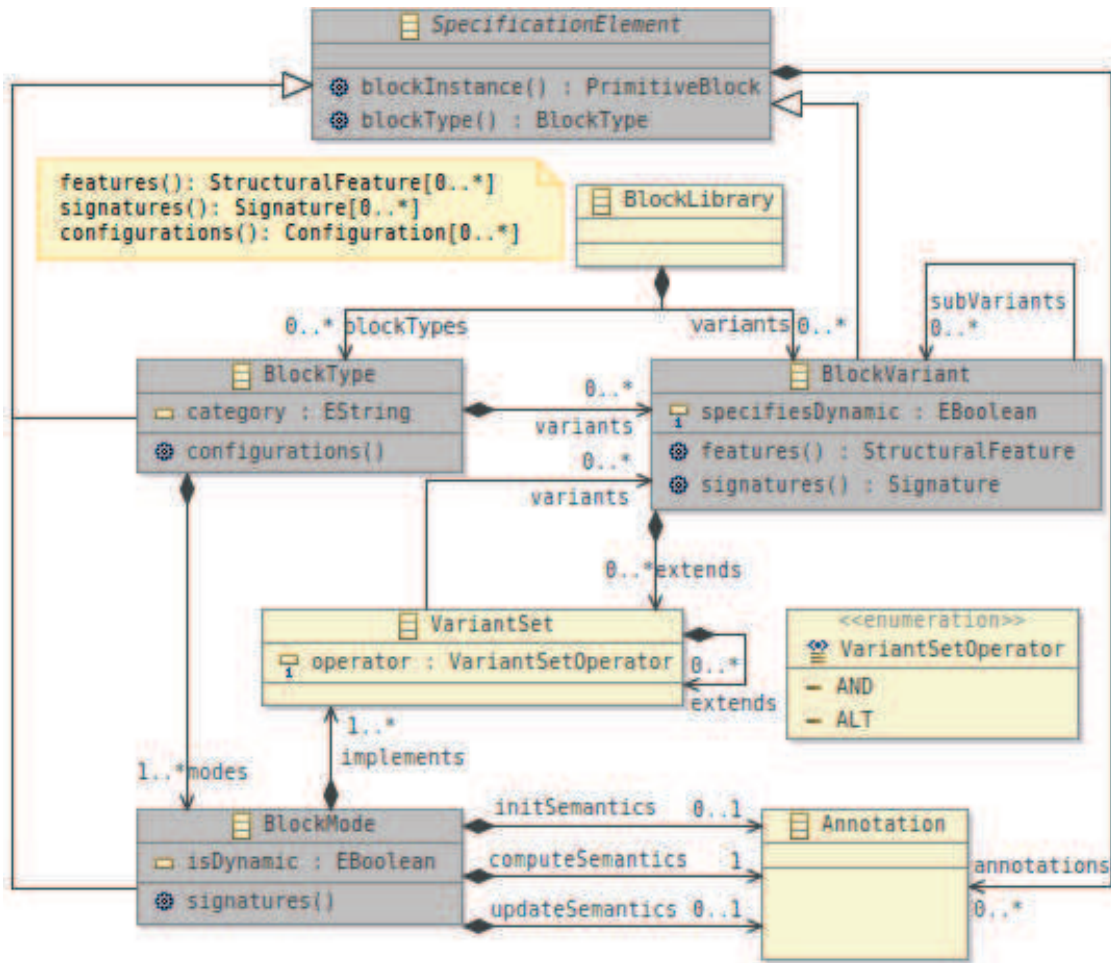 SpecificationElement
blockInstance() : PrimitiveBlock
blockType() : BlockType
features(): StructuralFeature[0..*]
signatures(): Signature[0..*]
configurations(): Configuration[0..*]
BlockLibrary
subVariants
0..*
0..* blockTypes
variants 0..*
BlockType
category : EString
configurations()
0..*
variants
0..*
variants
BlockVariant
1
specifiesDynamic : EBoolean
features() : StructuralFeature
signatures() : Signature
0..* extends
VariantSet
1
operator : VariantSetOperator
0..*
extends
<<enumeration>>
VariantSetOperator
AND
ALT
1..*
implements
1..* modes
BlockMode
isDynamic : EBoolean
signatures()
initSemantics 0..1
computeSemantics 1
updateSemantics 0..1
Annotation
annotations
0..*